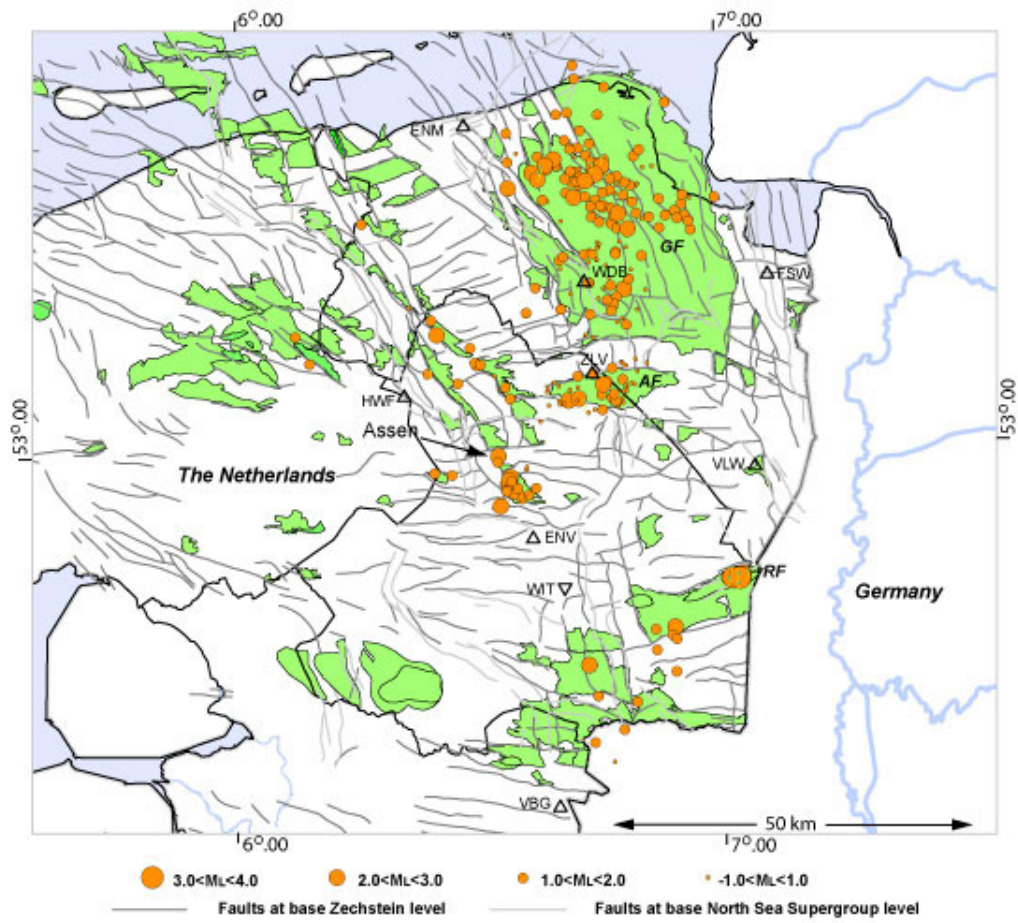 6°.00 7°.00
ENM
GF
WDB
FSW
ZLV
AF
HWF
53°.00 53°.00
Assen
VLW
The Netherlands
ENV
RF
WIT
Germany
VBG
50 km
6°.00 7°.00
3.0<ML<4.0 2.0<ML<3.0 1.0<ML<2.0 -1.0<ML<1.0
Faults at base Zechstein level Faults at base North Sea Supergroup level